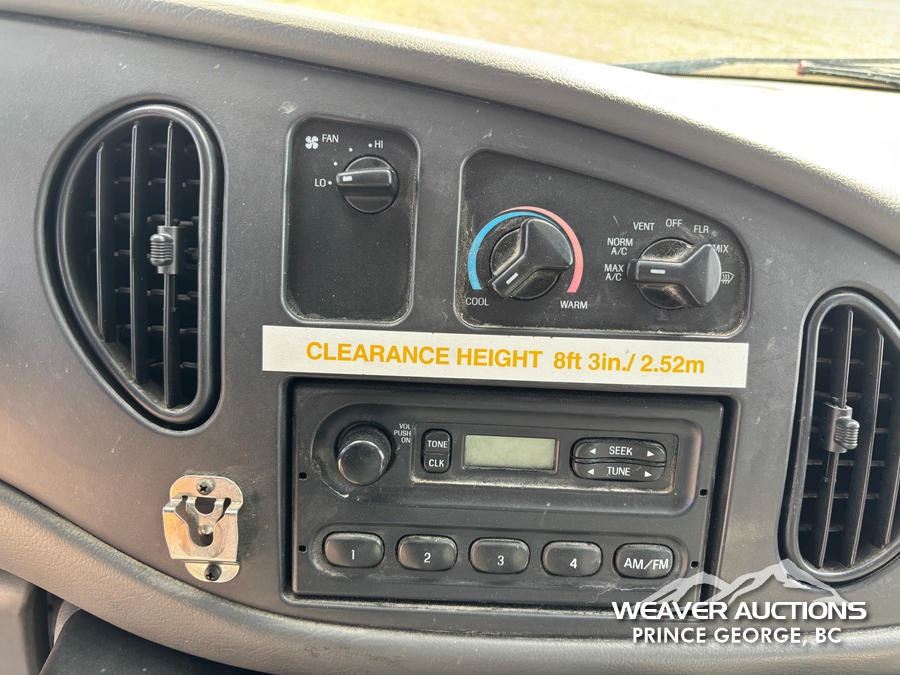 FAN
HI
LO
VENT
OFF
FLR
NORM
A/C
MIX
MAX
A/C
COOL
WARM
CLEARANCE HEIGHT 8ft 3in./ 2.52m
VOL
PUSH
ON
TONE
CLK
SEEK
TUNE
1
2
3
4
AM/FM
WEAVER AUCTIONS
PRINCE GEORGE, BC